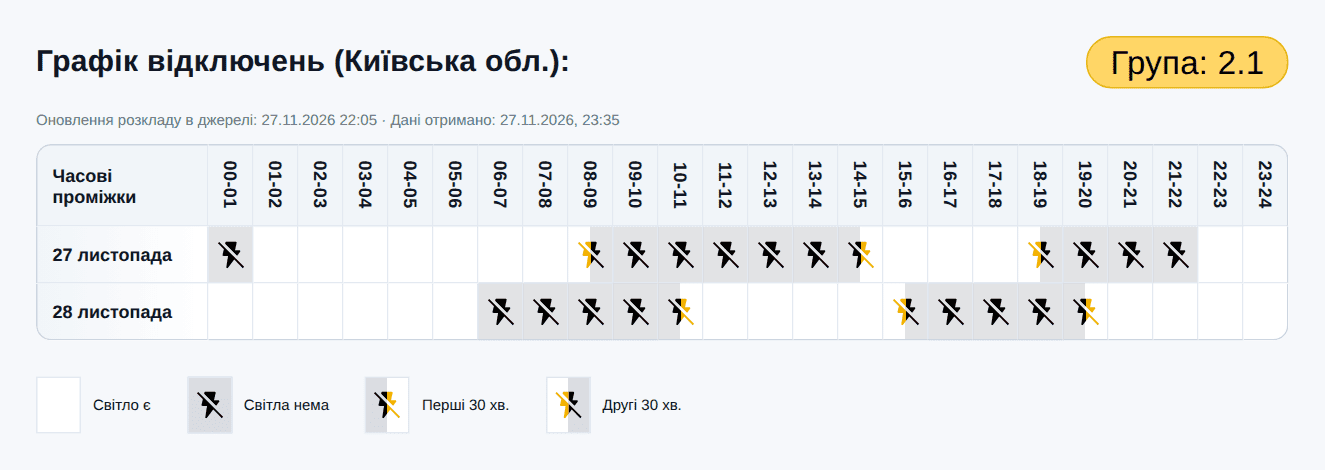 Графік відключень (Київська обл.):
Група: 2.1
Оновлення розкладу в джерелі: 27.11.2026 22:05 · Дані отримано: 27.11.2026, 23:35
Часові
проміжки
00-01
01-02
02-03
03-04
04-05
05-06
06-07
07-08
08-09
09-10
10-11
11-12
12-13
13-14
14-15
15-16
16-17
17-18
18-19
19-20
20-21
21-22
22-23
23-24
27 листопада
28 листопада
Світло є
Світла нема
Перші 30 хв.
Другі 30 хв.